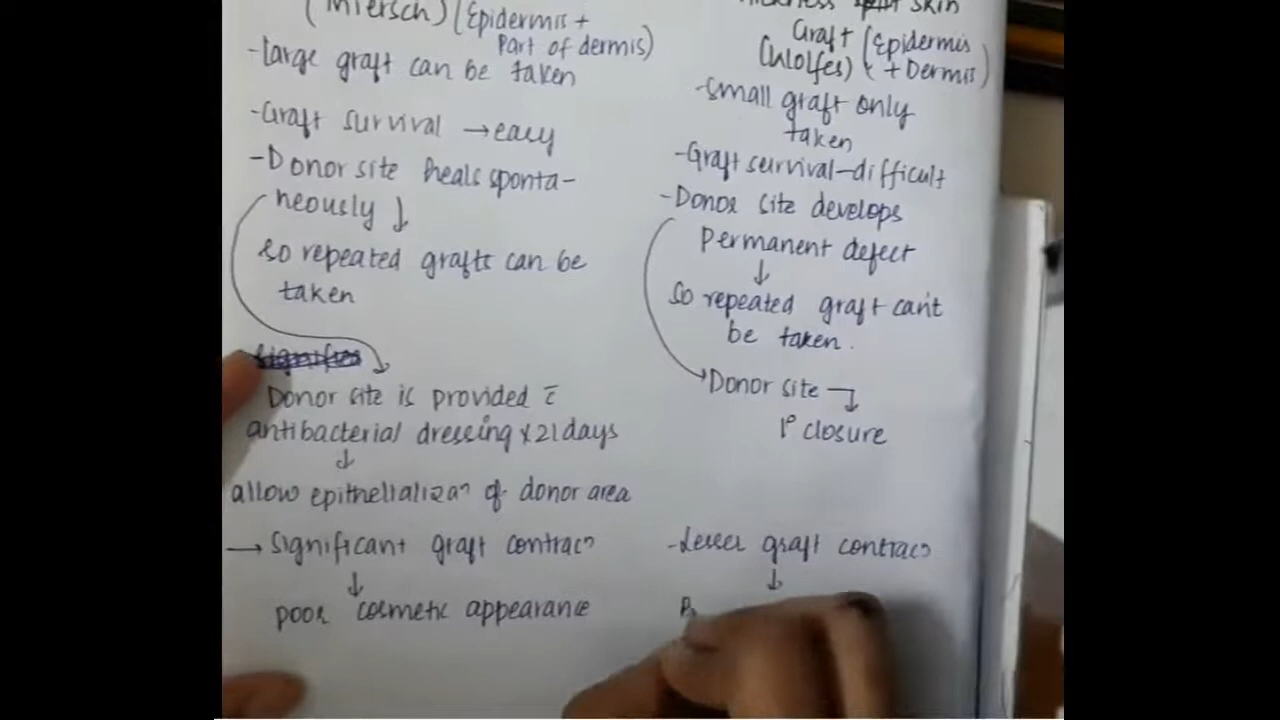 (Thiersch) (Epidermis +
Part of dermis)
-Large graft can be taken
-Graft survival → easy
-Donor site heals sponta-
neously ↓
so repeated grafts can be
taken
Donor site is provided c̄
antibacterial dressing x 21 days
↓
allow epithelializan of donor area
→ Significant graft contracn
↓
poor cosmetic appearance
thickness skin
Graft (Epidermis
(Wolfes) + Dermis)
-small graft only
taken
-Graft survival-difficult
-Donor site develops
permanent defect
↓
so repeated graft can't
be taken.
→Donor site
1° closure
-Lesser graft contracn
↓